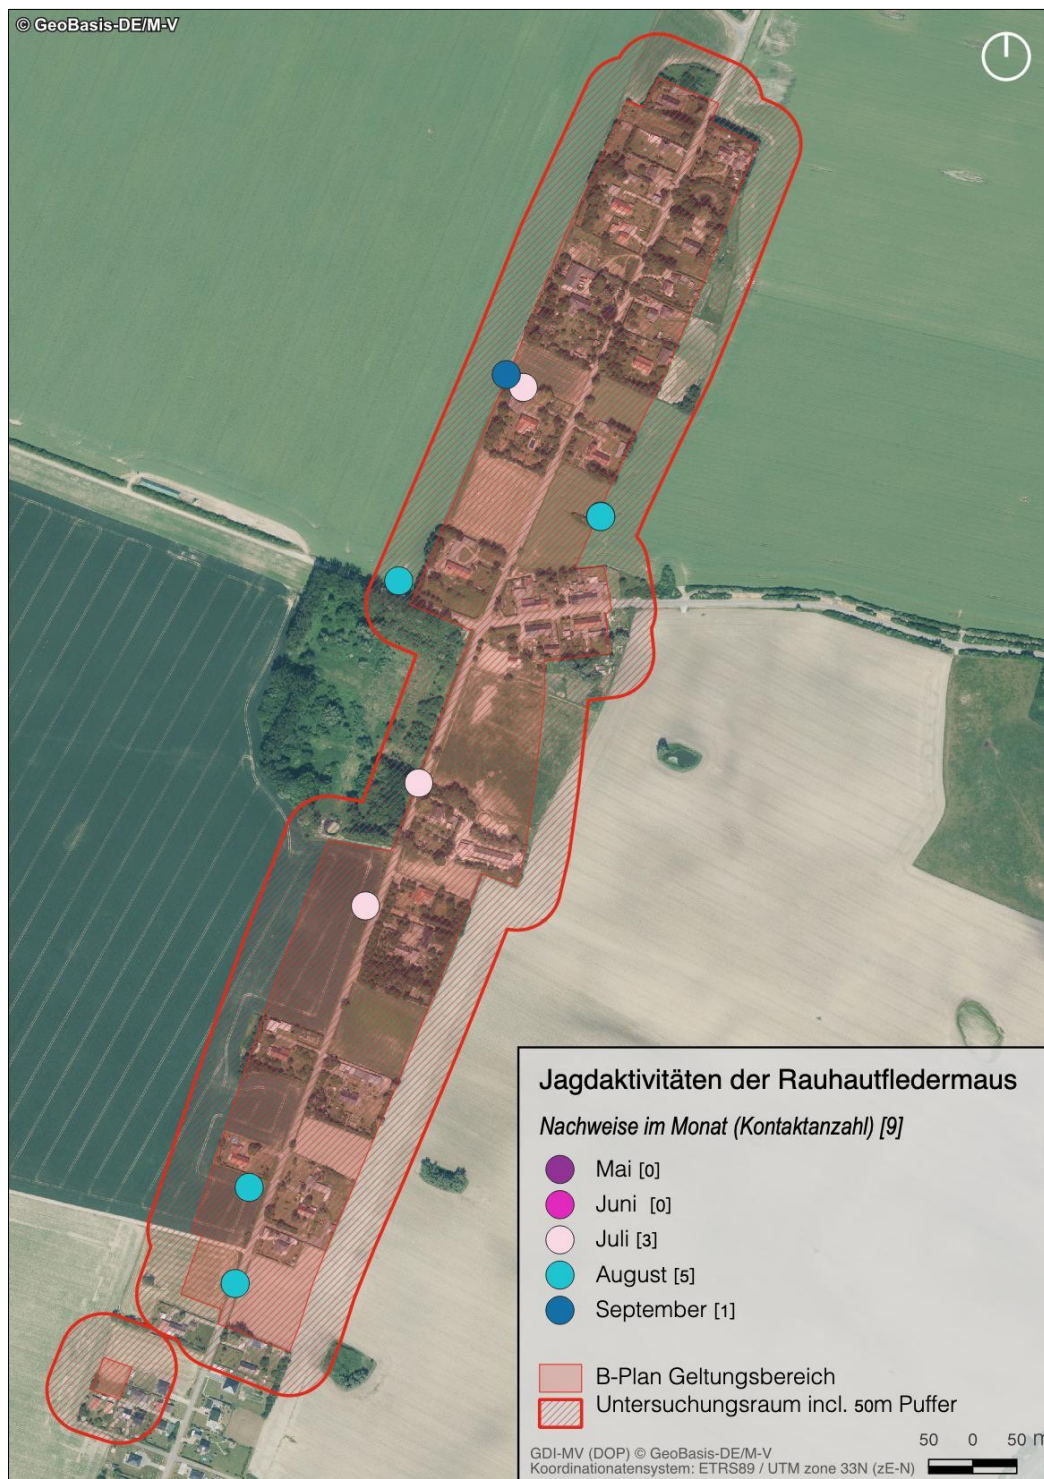 © GeoBasis-DE/M-V
Jagdaktivitäten der Rauhautfledermaus
Nachweise im Monat (Kontaktanzahl) [9]
Mai [0]
Juni [0]
Juli [3]
August [5]
September [1]
B-Plan Geltungsbereich
Untersuchungsraum incl. 50m Puffer
50 0 50 m
GDI-MV (DOP) © GeoBasis-DE/M-V
Koordinationatensystem: ETRS89 / UTM zone 33N (zE-N)